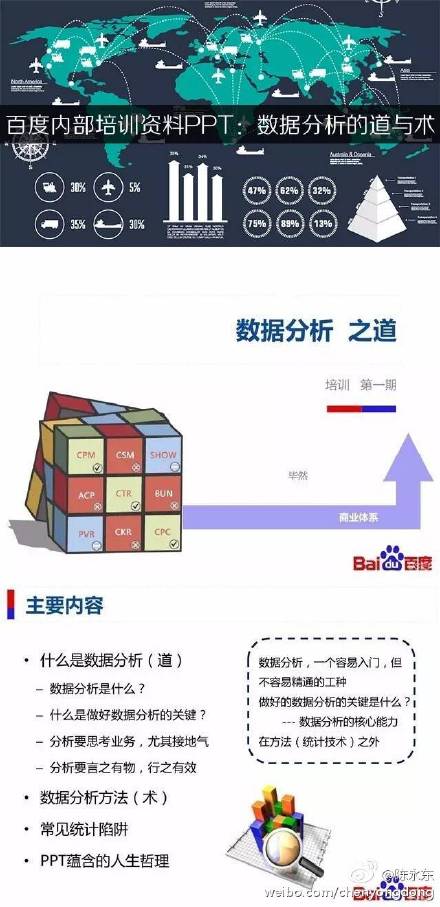 North America
Asia
百度内部培训资料PPT：数据分析的道与术
Australia & Oceania
30%
5%
47%
62%
32%
35%
30%
75%
89%
13%
数据分析 之道
培训 第一期
CPM
CSM
SHOW
ACP
CTR
BUN
PVR
CKR
CPC
毕然
商业体系
Bai du 百度
主要内容
• 什么是数据分析（道）
– 数据分析是什么？
– 什么是做好数据分析的关键？
– 分析要思考业务，尤其接地气
– 分析要言之有物，行之有效
• 数据分析方法（术）
• 常见统计陷阱
• PPT蕴含的人生哲理
数据分析，一个容易入门，但
不容易精通的工种
做好的数据分析的关键是什么？
--- 数据分析的核心能力
在方法（统计技术）之外
@陈永东
Bai du 百度
weibo.com/chenyongdong